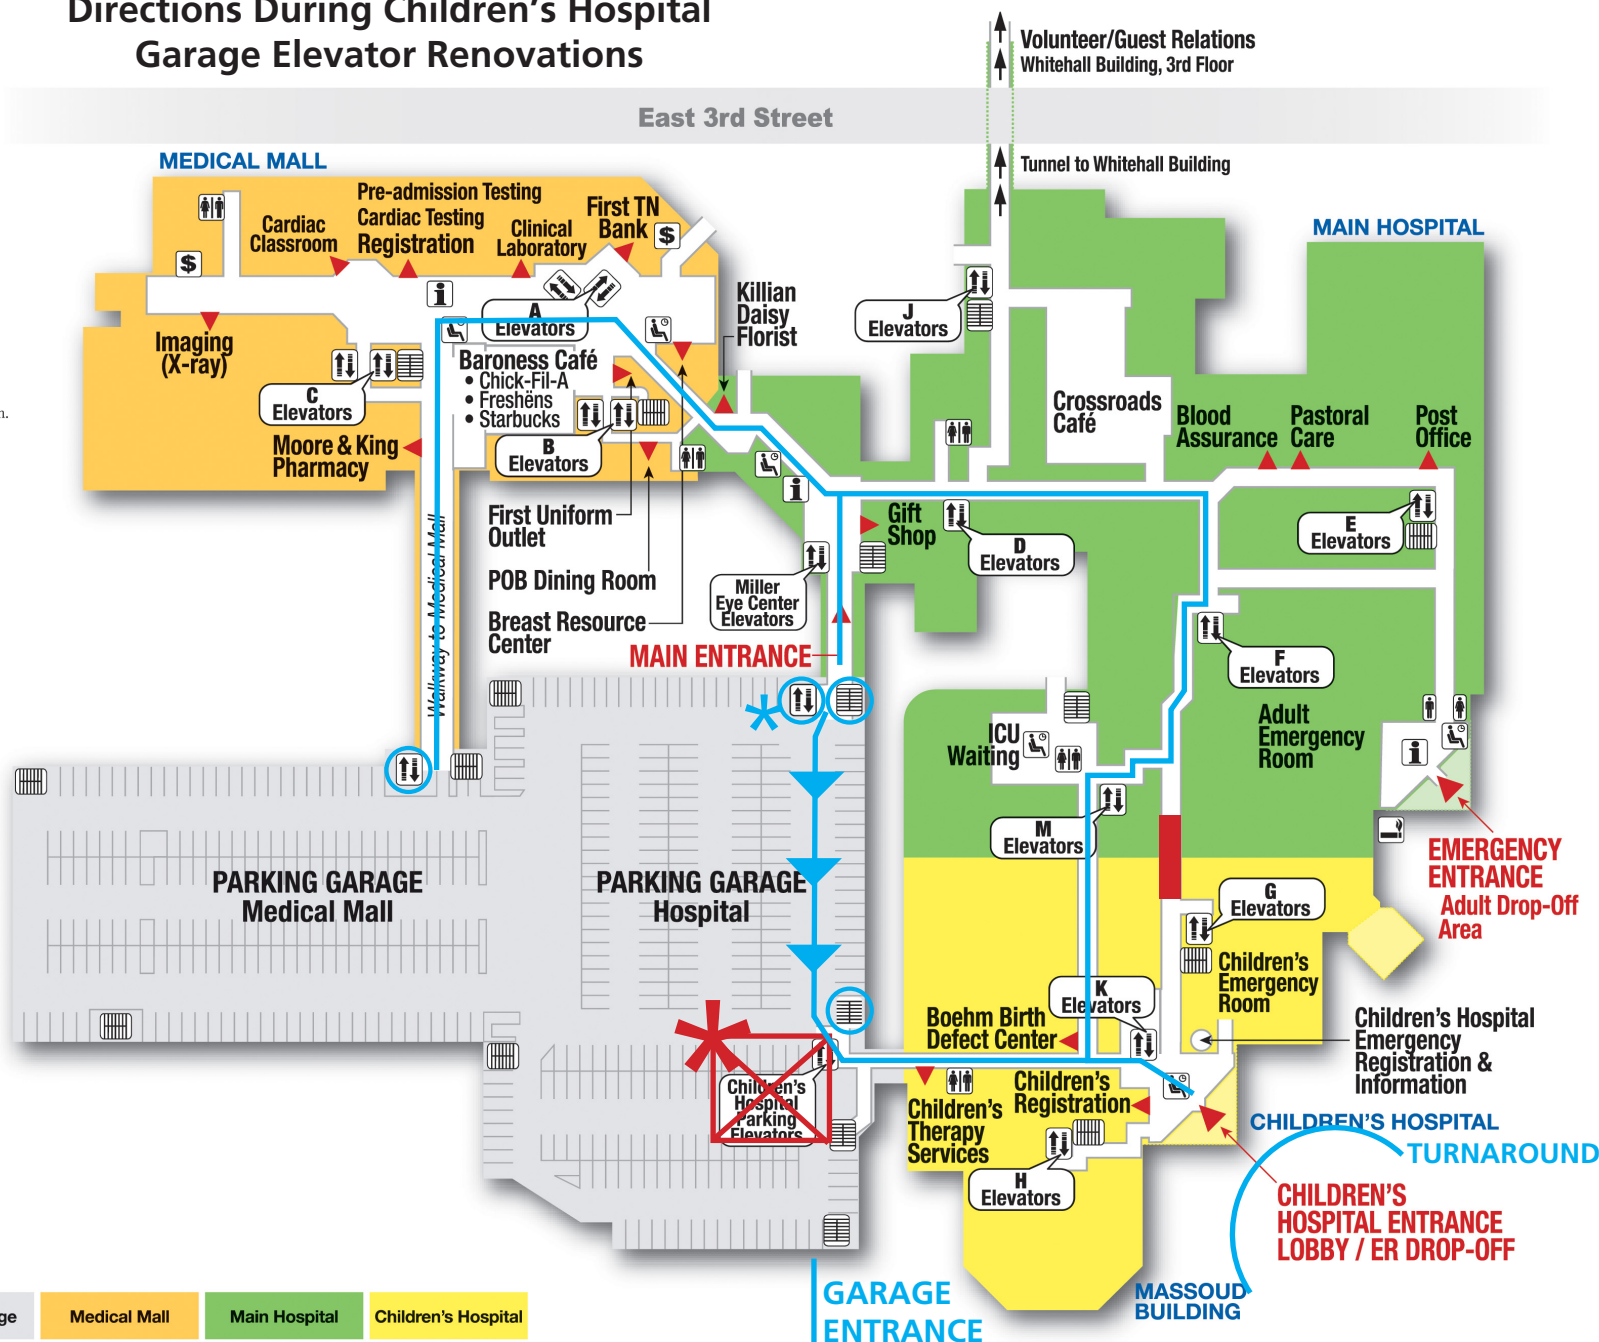 Directions During Children's Hospital
Garage Elevator Renovations
Volunteer/Guest Relations
Whitehall Building, 3rd Floor
East 3rd Street
Tunnel to Whitehall Building
MEDICAL MALL
MAIN HOSPITAL
Pre-admission Testing
Cardiac Testing
Registration
Cardiac
Classroom
Clinical
Laboratory
First TN
Bank
$
$
i
A
Elevators
Killian
Daisy
Florist
J
Elevators
Imaging
(X-ray)
C
Elevators
Baroness Café
• Chick-Fil-A
• Freshëns
• Starbucks
B
Elevators
Moore & King
Pharmacy
Crossroads
Café
Blood
Assurance
Pastoral
Care
Post
Office
i
First Uniform
Outlet
POB Dining Room
Breast Resource
Center
Walkway to Medical Mall
Gift
Shop
D
Elevators
E
Elevators
Miller
Eye Center
Elevators
MAIN ENTRANCE
F
Elevators
ICU
Waiting
Adult
Emergency
Room
i
M
Elevators
EMERGENCY
ENTRANCE
Adult Drop-Off
Area
PARKING GARAGE
Medical Mall
PARKING GARAGE
Hospital
G
Elevators
Children's
Emergency
Room
K
Elevators
Boehm Birth
Defect Center
Children's Hospital
Emergency
Registration &
Information
Children's
Hospital
Parking
Elevators
Children's
Registration
Children's
Therapy
Services
H
Elevators
CHILDREN'S HOSPITAL
TURNAROUND
CHILDREN'S
HOSPITAL ENTRANCE
LOBBY / ER DROP-OFF
MASSOUD
BUILDING
GARAGE
ENTRANCE
Medical Mall
Main Hospital
Children's Hospital